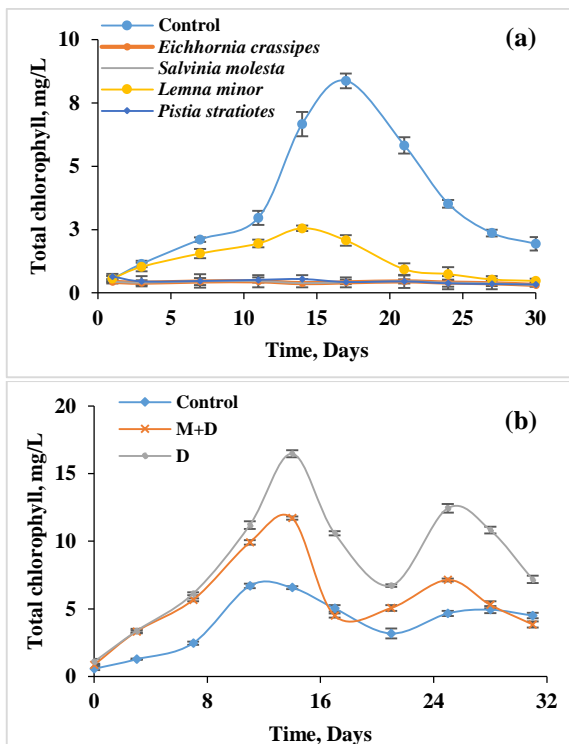 (a)
Control
Eichhornia crassipes
Salvinia molesta
Lemna minor
Pistia stratiotes
Total chlorophyll, mg/L
10
8
5
3
0
0 5 10 15 20 25 30
Time, Days
(b)
Control
M+D
D
Total chlorophyll, mg/L
20
15
10
5
0
0 8 16 24 32
Time, Days